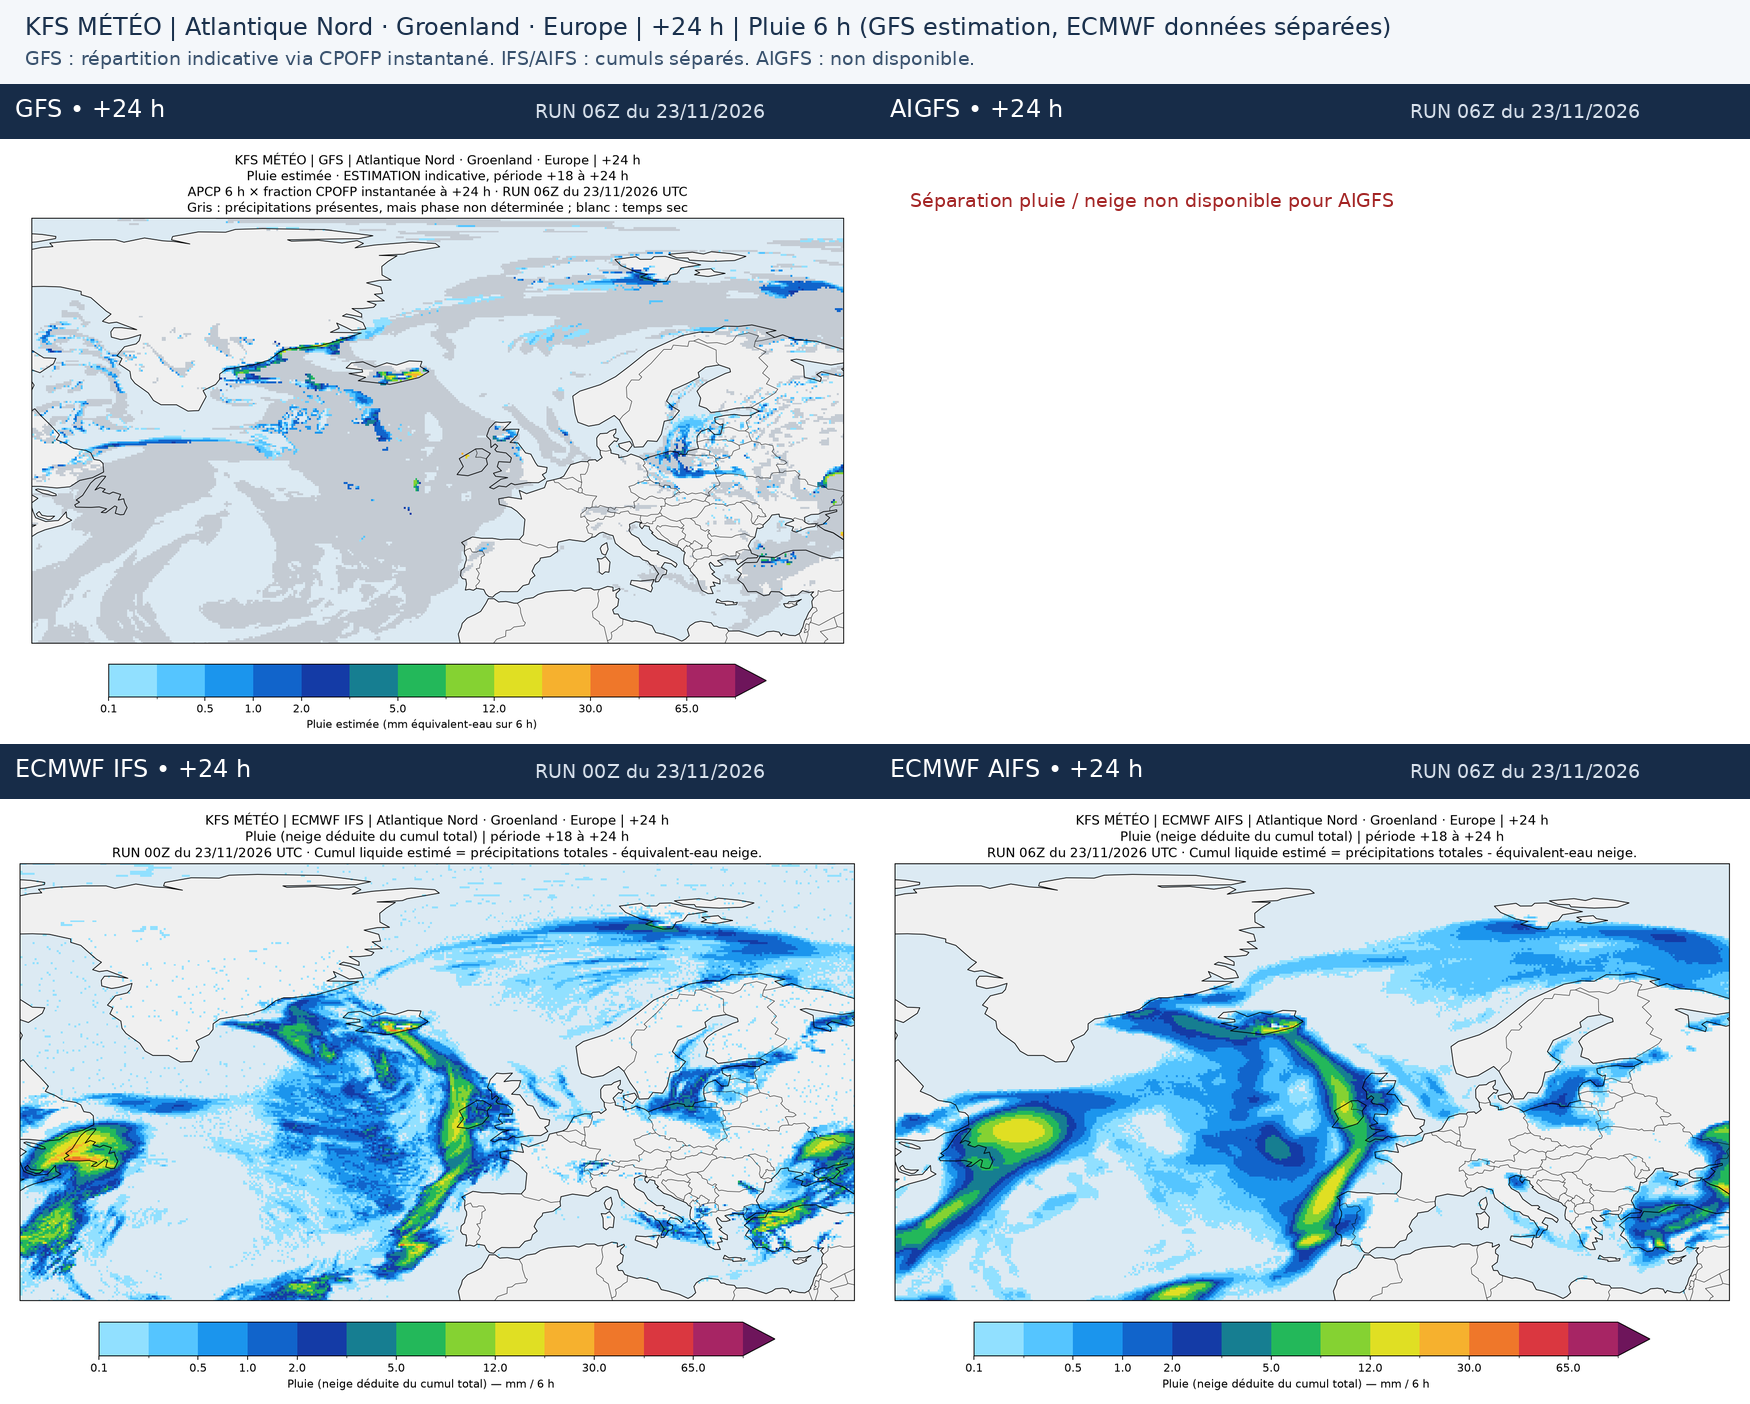 KFS MÉTÉO | Atlantique Nord · Groenland · Europe | +24 h | Pluie 6 h (GFS estimation, ECMWF données séparées)
GFS : répartition indicative via CPOFP instantané. IFS/AIFS : cumuls séparés. AIGFS : non disponible.
GFS • +24 h
RUN 06Z du 23/11/2026
AIGFS • +24 h
RUN 06Z du 23/11/2026
KFS MÉTÉO | GFS | Atlantique Nord · Groenland · Europe | +24 h
Pluie estimée · ESTIMATION indicative, période +18 à +24 h
APCP 6 h × fraction CPOFP instantanée à +24 h · RUN 06Z du 23/11/2026 UTC
Gris : précipitations présentes, mais phase non déterminée ; blanc : temps sec
Séparation pluie / neige non disponible pour AIGFS
0.1 0.5 1.0 2.0 5.0 12.0 30.0 65.0
Pluie estimée (mm équivalent-eau sur 6 h)
ECMWF IFS • +24 h
RUN 00Z du 23/11/2026
ECMWF AIFS • +24 h
RUN 06Z du 23/11/2026
KFS MÉTÉO | ECMWF IFS | Atlantique Nord · Groenland · Europe | +24 h
Pluie (neige déduite du cumul total) | période +18 à +24 h
RUN 00Z du 23/11/2026 UTC · Cumul liquide estimé = précipitations totales - équivalent-eau neige.
0.1 0.5 1.0 2.0 5.0 12.0 30.0 65.0
Pluie (neige déduite du cumul total) — mm / 6 h
KFS MÉTÉO | ECMWF AIFS | Atlantique Nord · Groenland · Europe | +24 h
Pluie (neige déduite du cumul total) | période +18 à +24 h
RUN 06Z du 23/11/2026 UTC · Cumul liquide estimé = précipitations totales - équivalent-eau neige.
0.1 0.5 1.0 2.0 5.0 12.0 30.0 65.0
Pluie (neige déduite du cumul total) — mm / 6 h